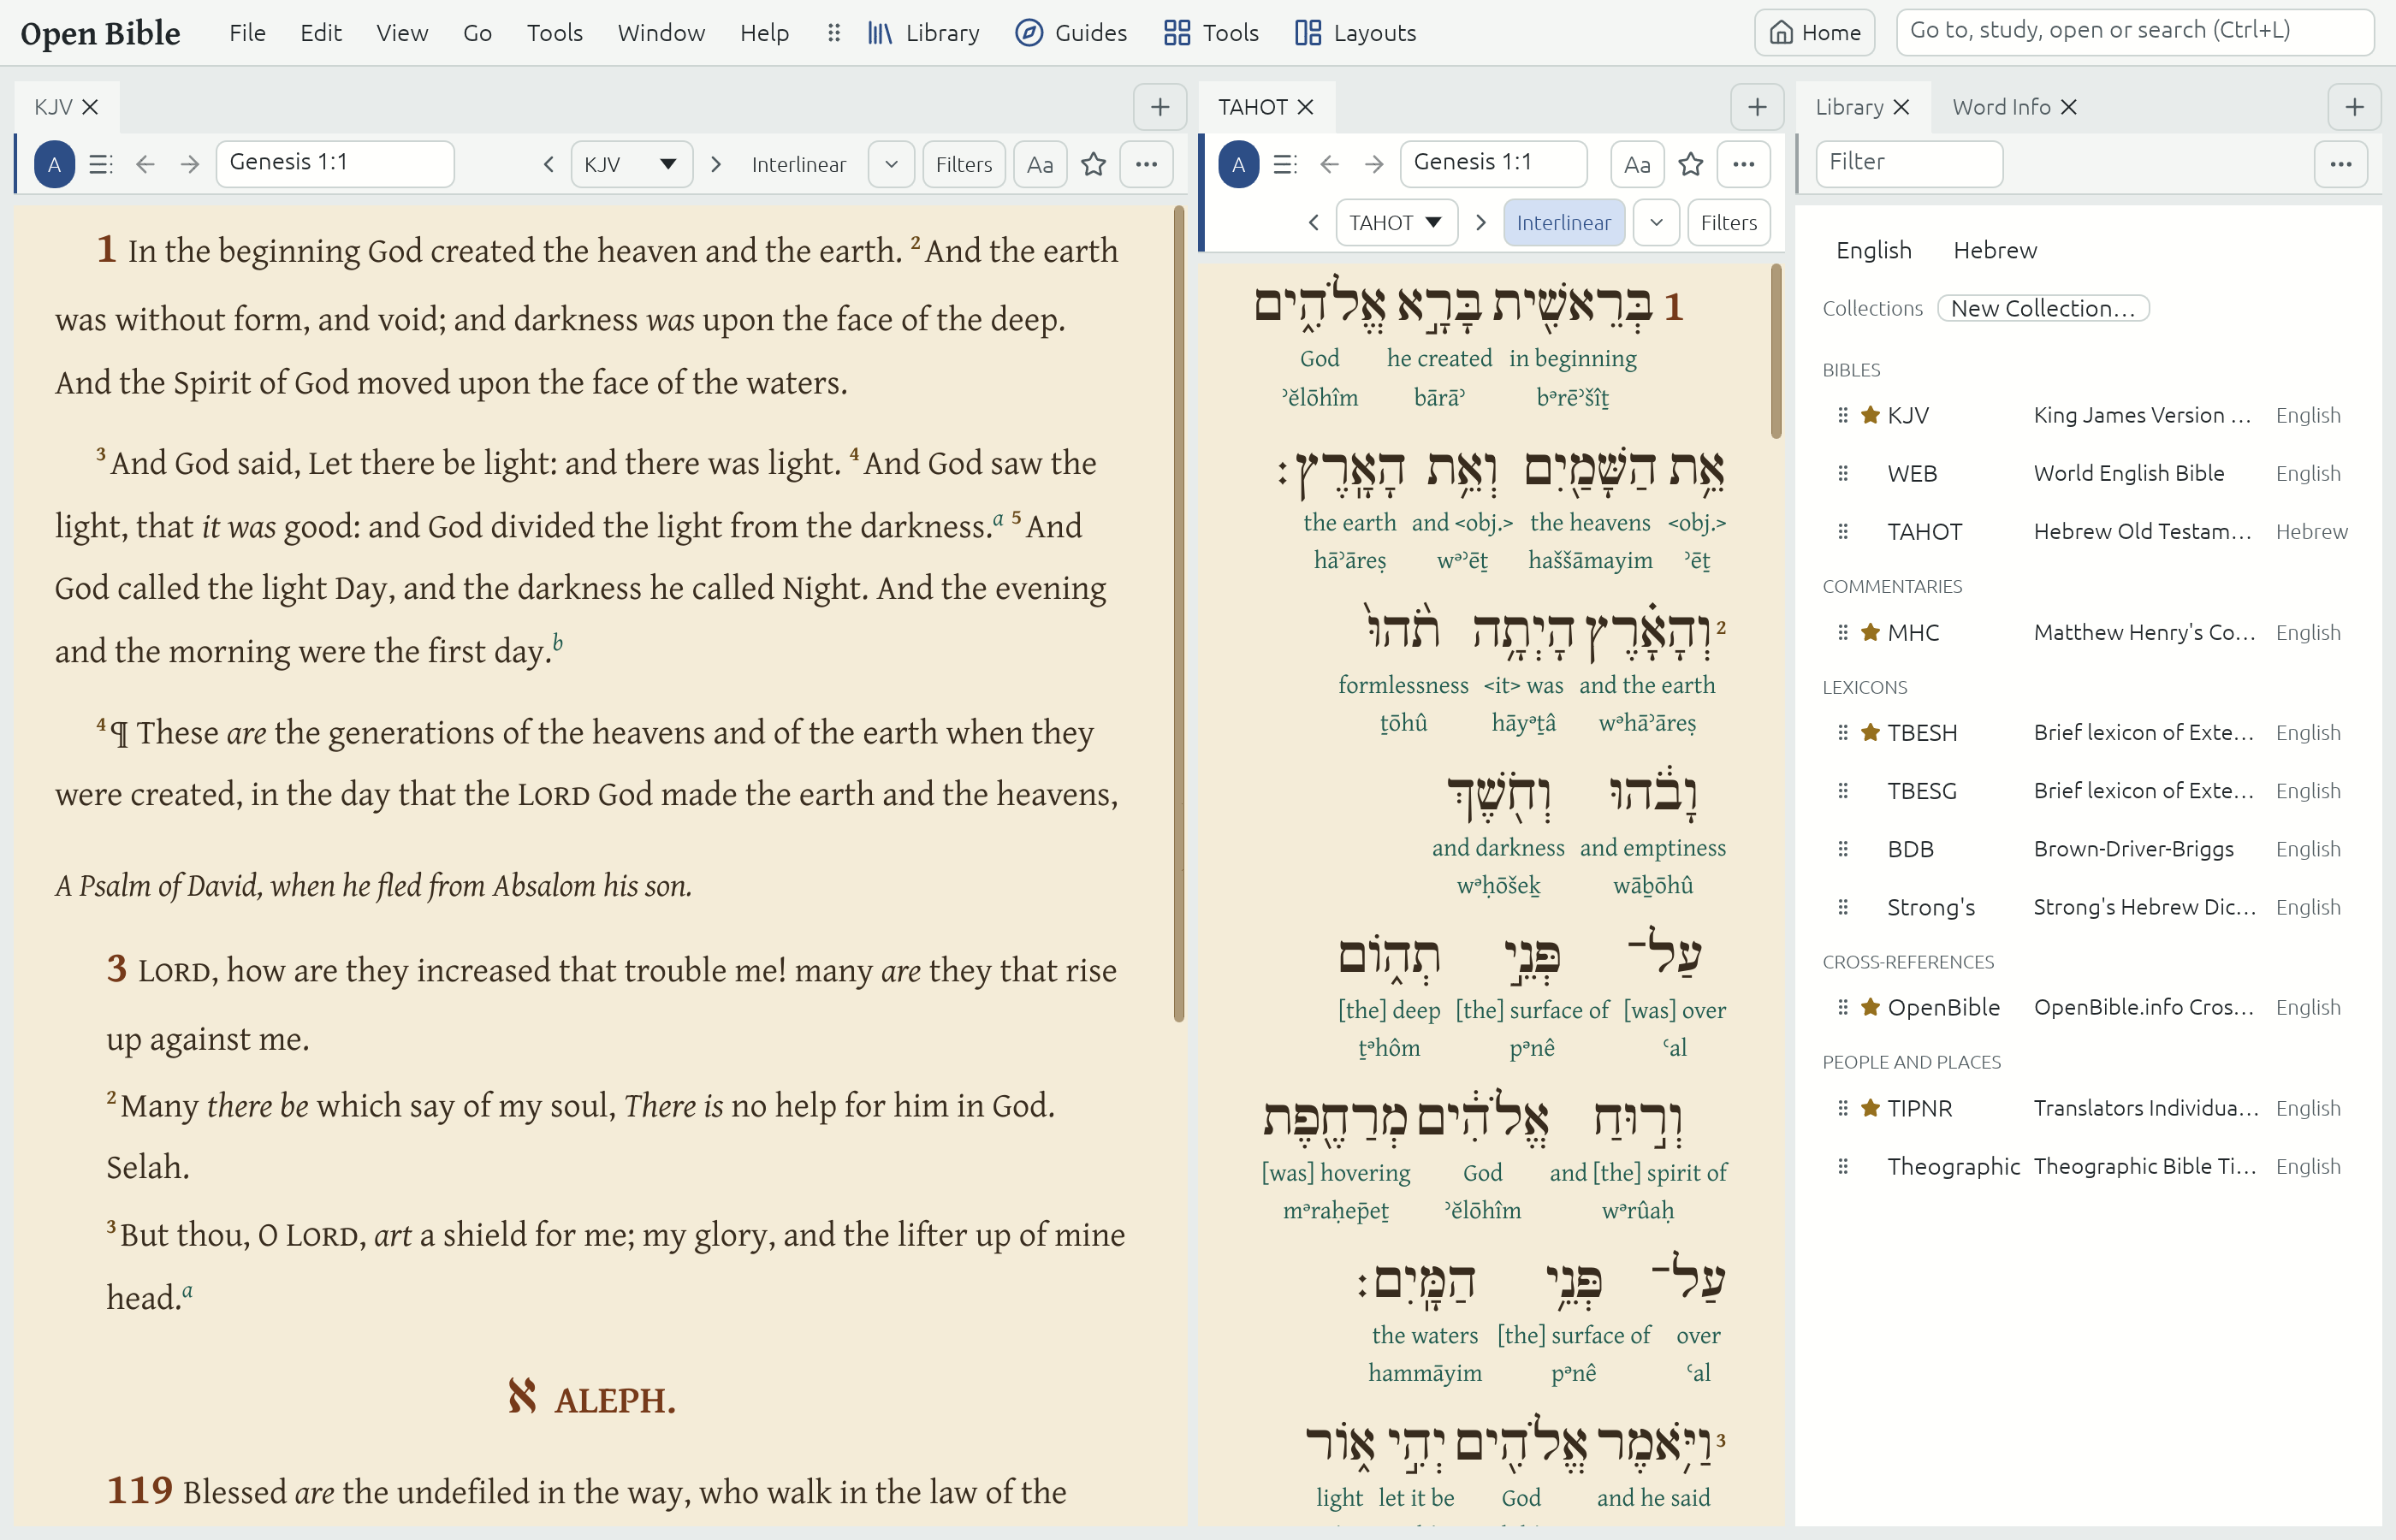 Open Bible File Edit View Go Tools Window Help Library Guides Tools Layouts Home Go to, study, open or search (Ctrl+L)
KJV
A Genesis 1:1 KJV Interlinear Filters Aa
1 In the beginning God created the heaven and the earth. 2 And the earth
was without form, and void; and darkness was upon the face of the deep.
And the Spirit of God moved upon the face of the waters.
3 And God said, Let there be light: and there was light. 4 And God saw the
light, that it was good: and God divided the light from the darkness.a 5 And
God called the light Day, and the darkness he called Night. And the evening
and the morning were the first day.b
4 ¶ These are the generations of the heavens and of the earth when they
were created, in the day that the LORD God made the earth and the heavens,
A Psalm of David, when he fled from Absalom his son.
3 LORD, how are they increased that trouble me! many are they that rise
up against me.
2 Many there be which say of my soul, There is no help for him in God.
Selah.
3 But thou, O LORD, art a shield for me; my glory, and the lifter up of mine
head.a
א ALEPH.
119 Blessed are the undefiled in the way, who walk in the law of the
TAHOT
A Genesis 1:1 Aa
TAHOT Interlinear Filters
1 בְּרֵאשִׁ֖ית בָּרָ֣א אֱלֹהִ֑ים
God he created in beginning
ʾĕlōhîm bārāʾ bᵊrēʾšîṯ
אֵ֥ת הַשָּׁמַ֖יִם וְאֵ֥ת הָאָֽרֶץ׃
the earth and <obj.> the heavens <obj.>
hāʾāreṣ wᵊʾēṯ haššāmayim ʾēṯ
2 וְהָאָ֗רֶץ הָיְתָ֥ה תֹ֙הוּ֙
formlessness <it> was and the earth
ṯōhû hāyᵊṯâ wᵊhāʾāreṣ
וָבֹ֔הוּ וְחֹ֖שֶׁךְ
and darkness and emptiness
wᵊḥōšeḵ wāḇōhû
עַל־ פְּנֵ֣י תְה֑וֹם
[the] deep [the] surface of [was] over
ṯᵊhôm pᵊnê ʿal
וְר֣וּחַ אֱלֹהִ֔ים מְרַחֶ֖פֶת
[was] hovering God and [the] spirit of
mᵊraḥep̄eṯ ʾĕlōhîm wᵊrûaḥ
עַל־ פְּנֵ֥י הַמָּֽיִם׃
the waters [the] surface of over
hammāyim pᵊnê ʿal
3 וַיֹּ֥אמֶר אֱלֹהִ֖ים יְהִ֣י א֑וֹר
light let it be God and he said
Library Word Info
Filter
English Hebrew
Collections New Collection…
BIBLES
KJV King James Version … English
WEB World English Bible English
TAHOT Hebrew Old Testam… Hebrew
COMMENTARIES
MHC Matthew Henry's Co… English
LEXICONS
TBESH Brief lexicon of Exte… English
TBESG Brief lexicon of Exte… English
BDB Brown-Driver-Briggs English
Strong's Strong's Hebrew Dic… English
CROSS-REFERENCES
OpenBible OpenBible.info Cros… English
PEOPLE AND PLACES
TIPNR Translators Individua… English
Theographic Theographic Bible Ti… English